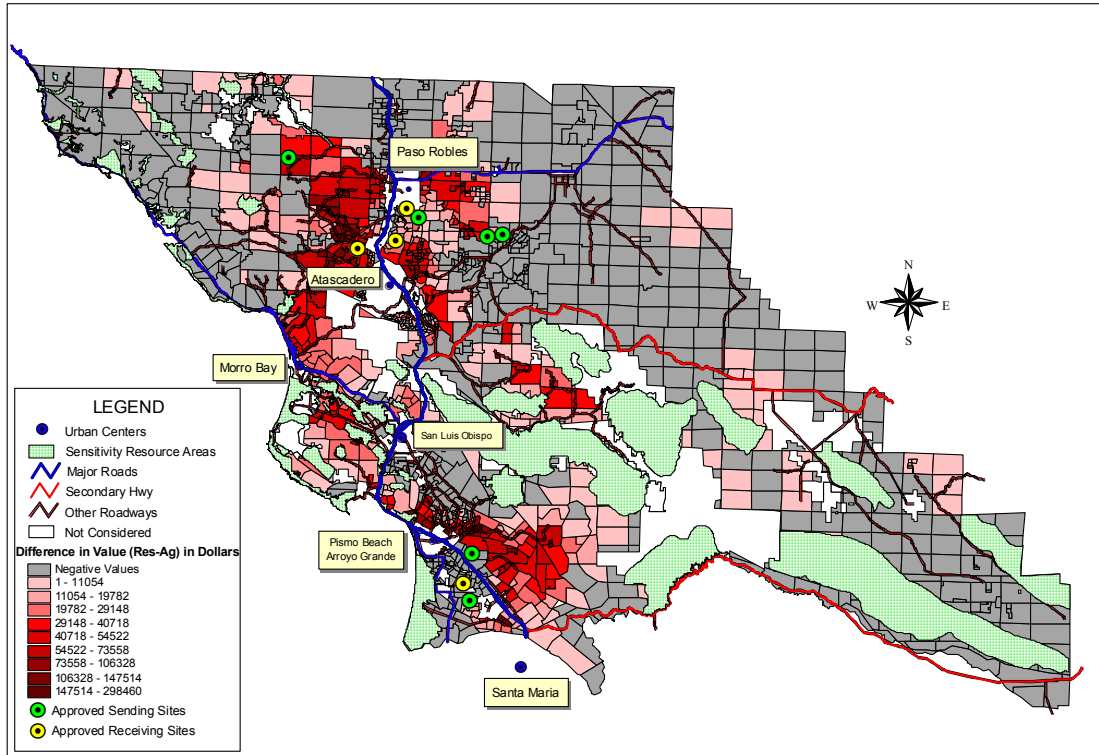 Paso Robles
Atascadero
N
W
E
S
Morro Bay
San Luis Obispo
Pismo Beach
Arroyo Grande
Santa Maria
LEGEND
Urban Centers
Sensitivity Resource Areas
Major Roads
Secondary Hwy
Other Roadways
Not Considered
Difference in Value (Res-Ag) in Dollars
Negative Values
1 - 11054
11054 - 19782
19782 - 29148
29148 - 40718
40718 - 54522
54522 - 73558
73558 - 106328
106328 - 147514
147514 - 298460
Approved Sending Sites
Approved Receiving Sites